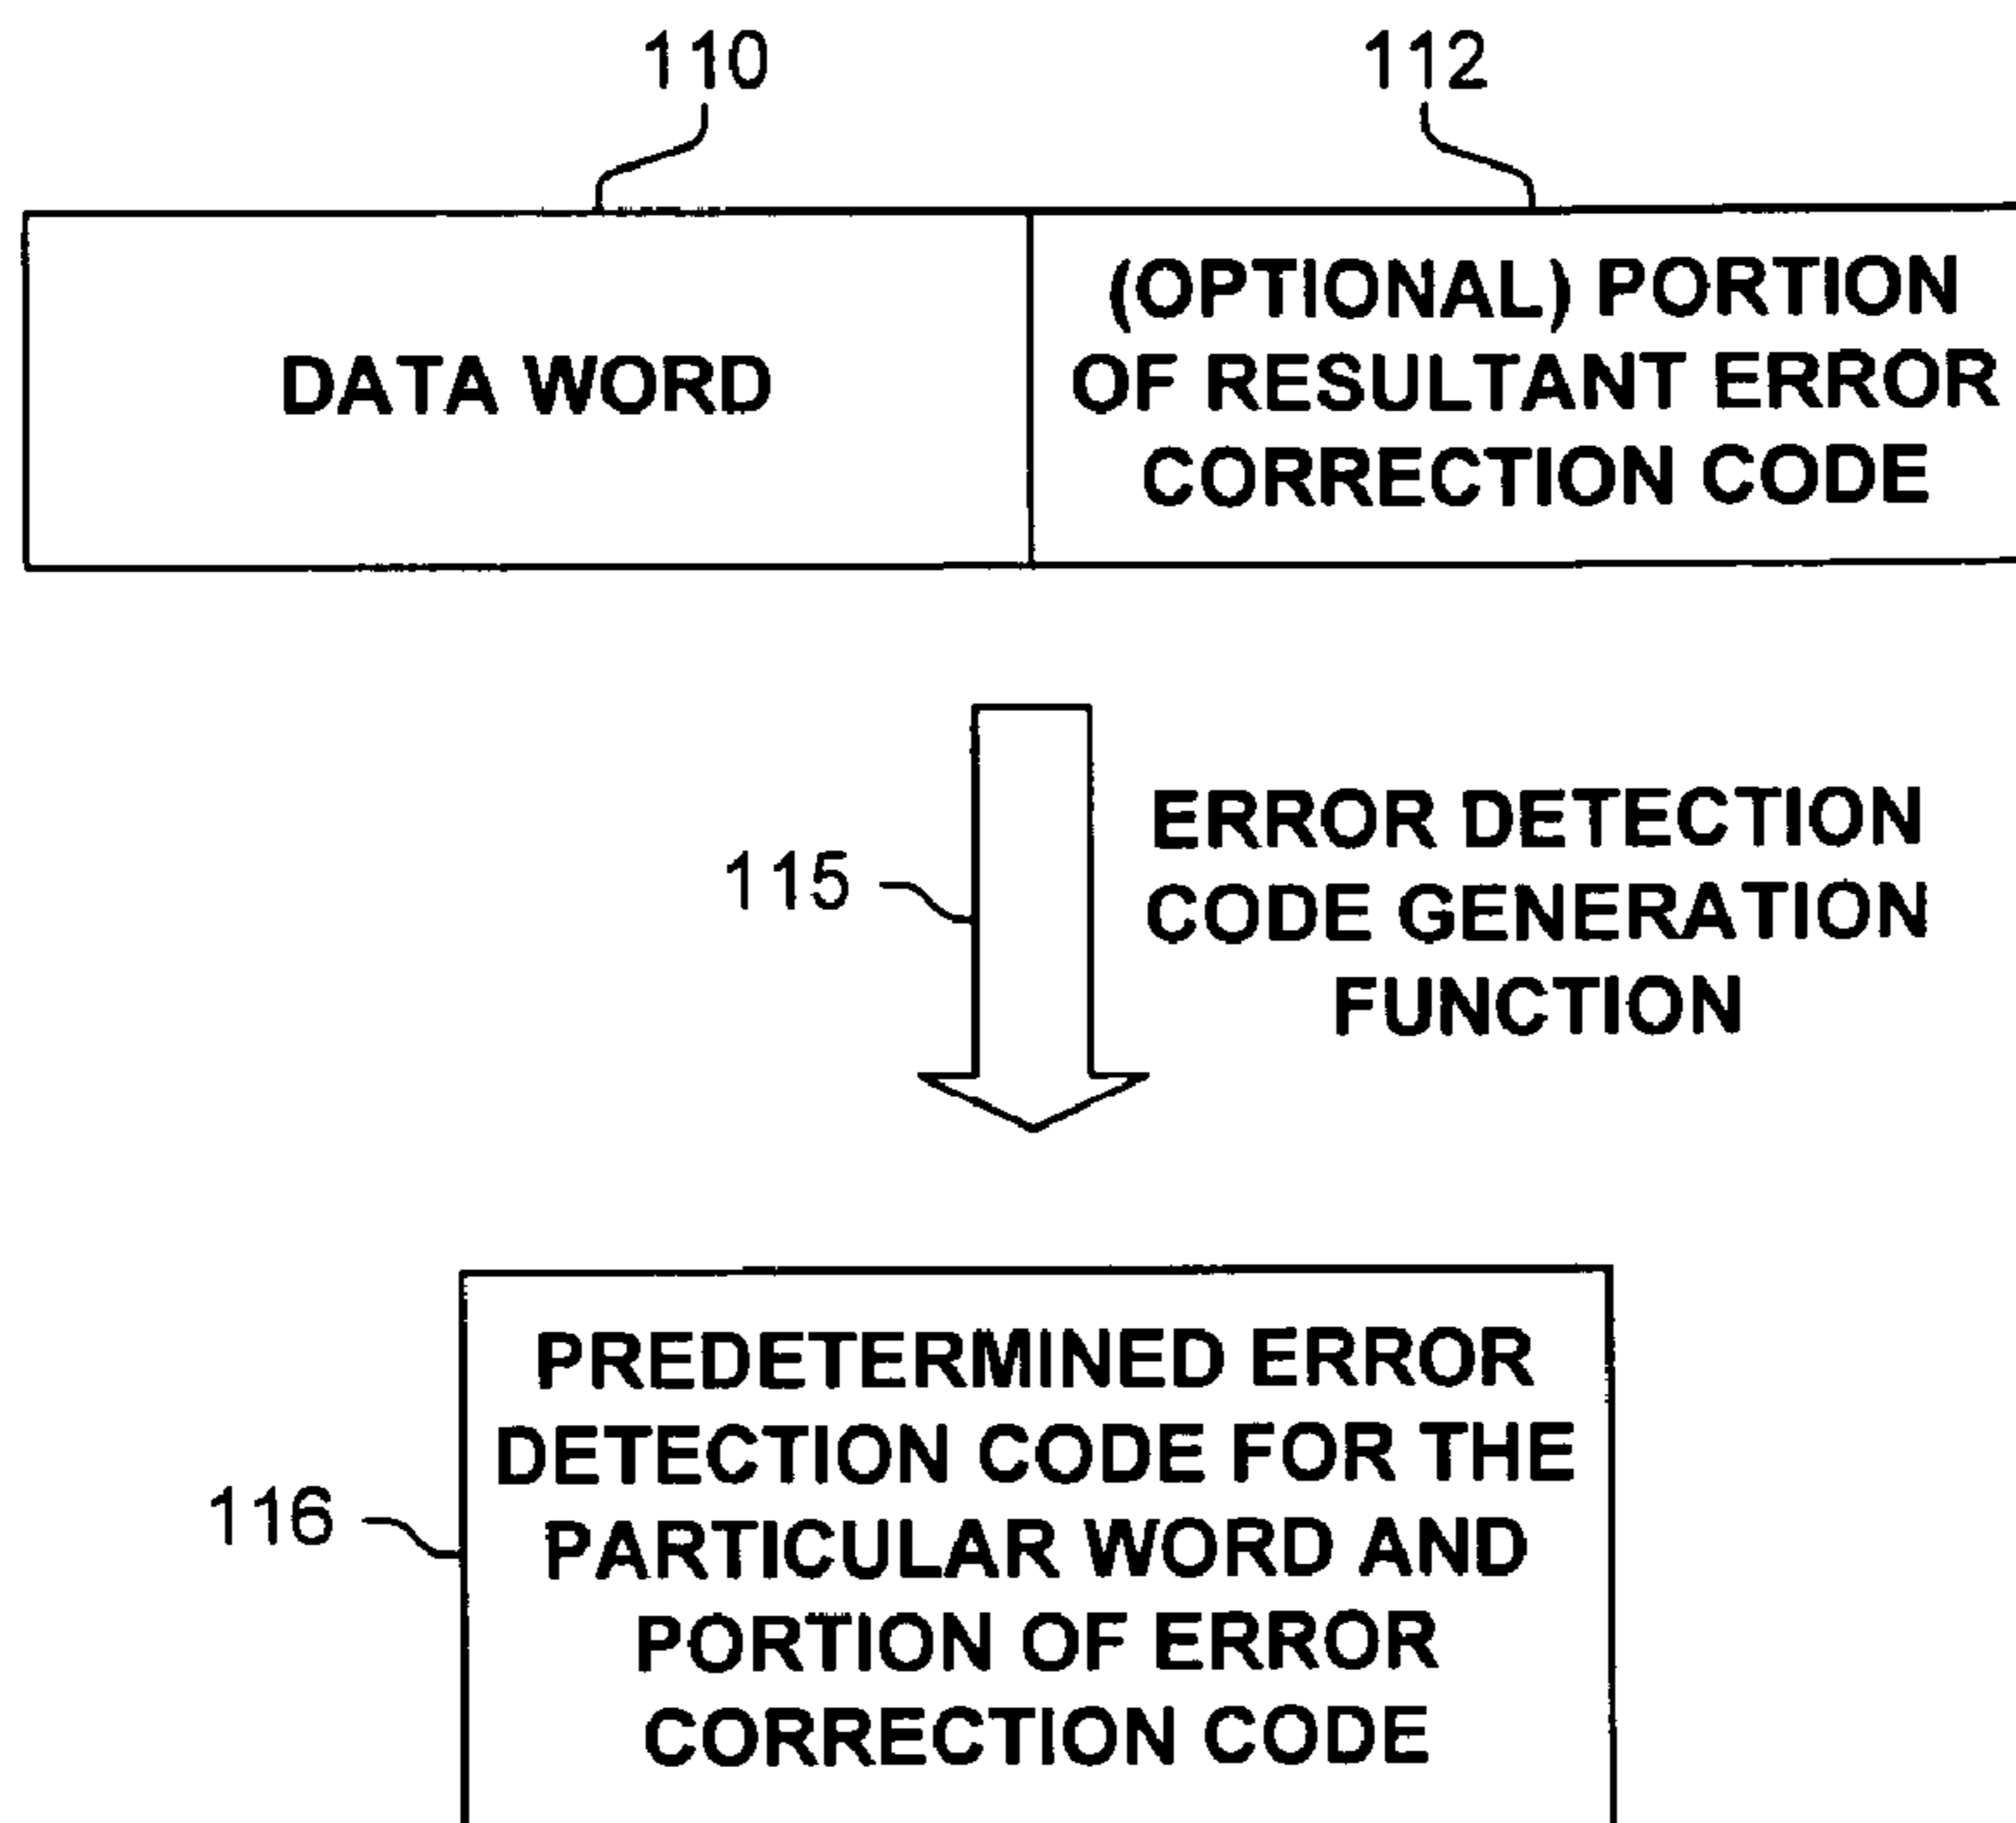 110
112
DATA WORD
(OPTIONAL) PORTION
OF RESULTANT ERROR
CORRECTION CODE
115
ERROR DETECTION
CODE GENERATION
FUNCTION
116
PREDETERMINED ERROR
DETECTION CODE FOR THE
PARTICULAR WORD AND
PORTION OF ERROR
CORRECTION CODE